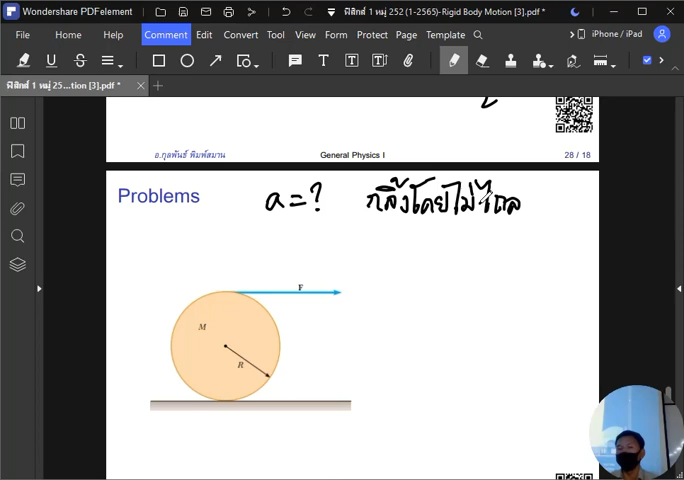 Wondershare PDFelement
ฟิสิกส์ 1 หมู่ 252 (1-2565)- Rigid Body Motion [3].pdf *
File Home Comment Edit Convert Tool View Form Protect Page Template iPhone / iPad
ฟิสิกส์ 1 หมู่ 25...tion [3].pdf *
อ.กุลพันธ์ พิมพ์สมาน General Physics I 28 / 18
Problems a = ? กลิ้งโดยไม่ไถล
F
M
R